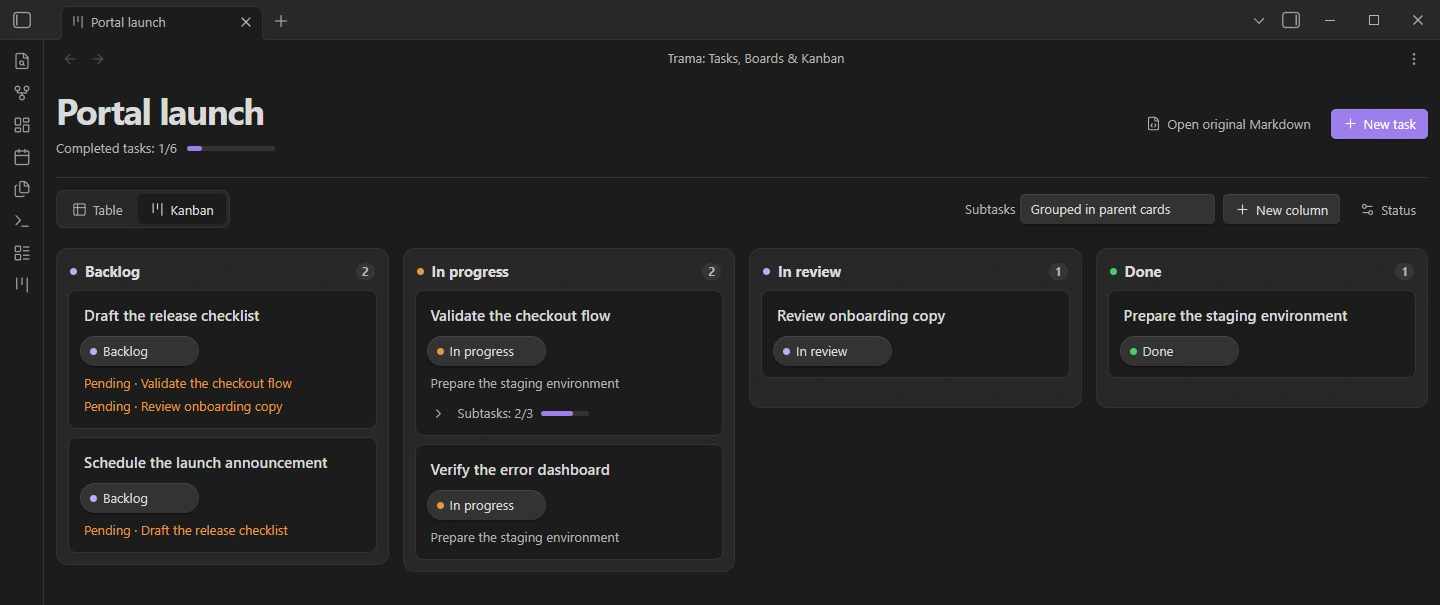 Portal launch
Trama: Tasks, Boards & Kanban
Portal launch
Completed tasks: 1/6
Open original Markdown
New task
Table
Kanban
Subtasks
Grouped in parent cards
New column
Status
Backlog
2
Draft the release checklist
Backlog
Pending · Validate the checkout flow
Pending · Review onboarding copy
Schedule the launch announcement
Backlog
Pending · Draft the release checklist
In progress
2
Validate the checkout flow
In progress
Prepare the staging environment
Subtasks: 2/3
Verify the error dashboard
In progress
Prepare the staging environment
In review
1
Review onboarding copy
In review
Done
1
Prepare the staging environment
Done